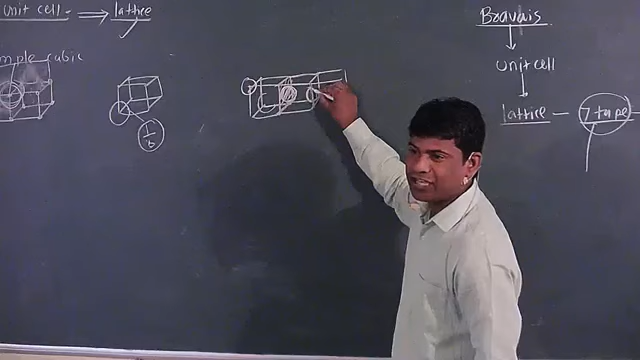 unit cell - ⇒ lattice
mple cubic
Bravais
↓
unit cell
↓
lattice — 7 type